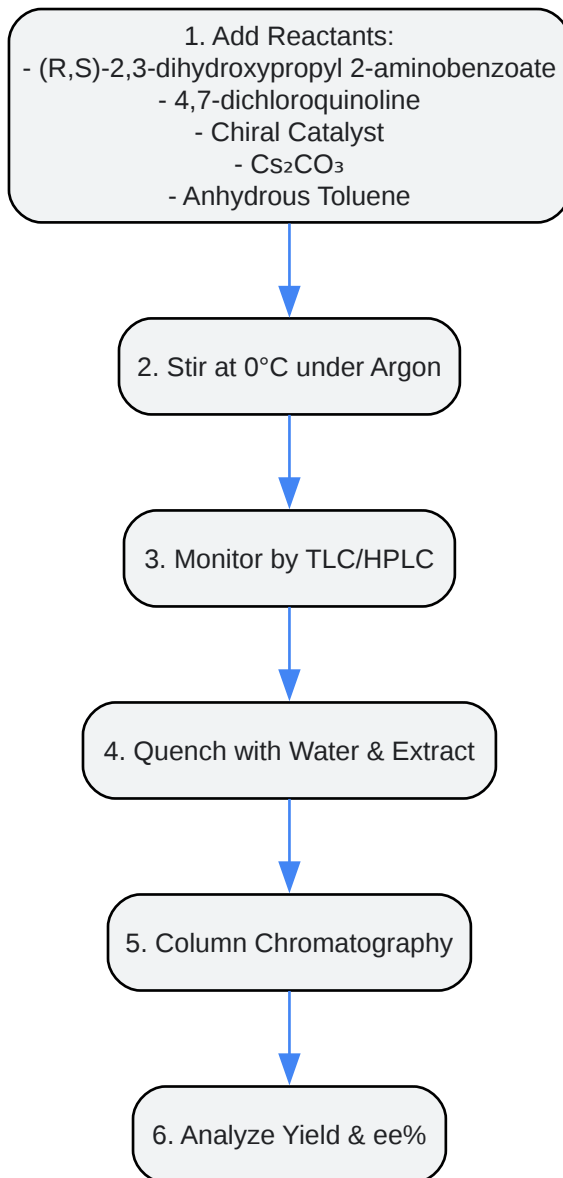 1. Add Reactants:
- (R,S)-2,3-dihydroxypropyl 2-aminobenzoate
- 4,7-dichloroquinoline
- Chiral Catalyst
- Cs₂CO₃
- Anhydrous Toluene
2. Stir at 0°C under Argon
3. Monitor by TLC/HPLC
4. Quench with Water & Extract
5. Column Chromatography
6. Analyze Yield & ee%